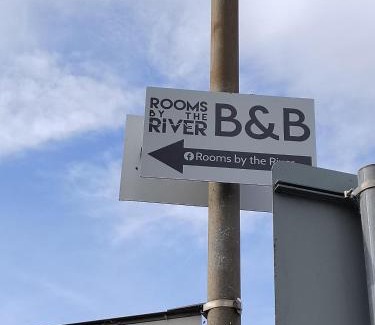 ROOMS
BY THE
RIVER
B&B
Rooms by the River